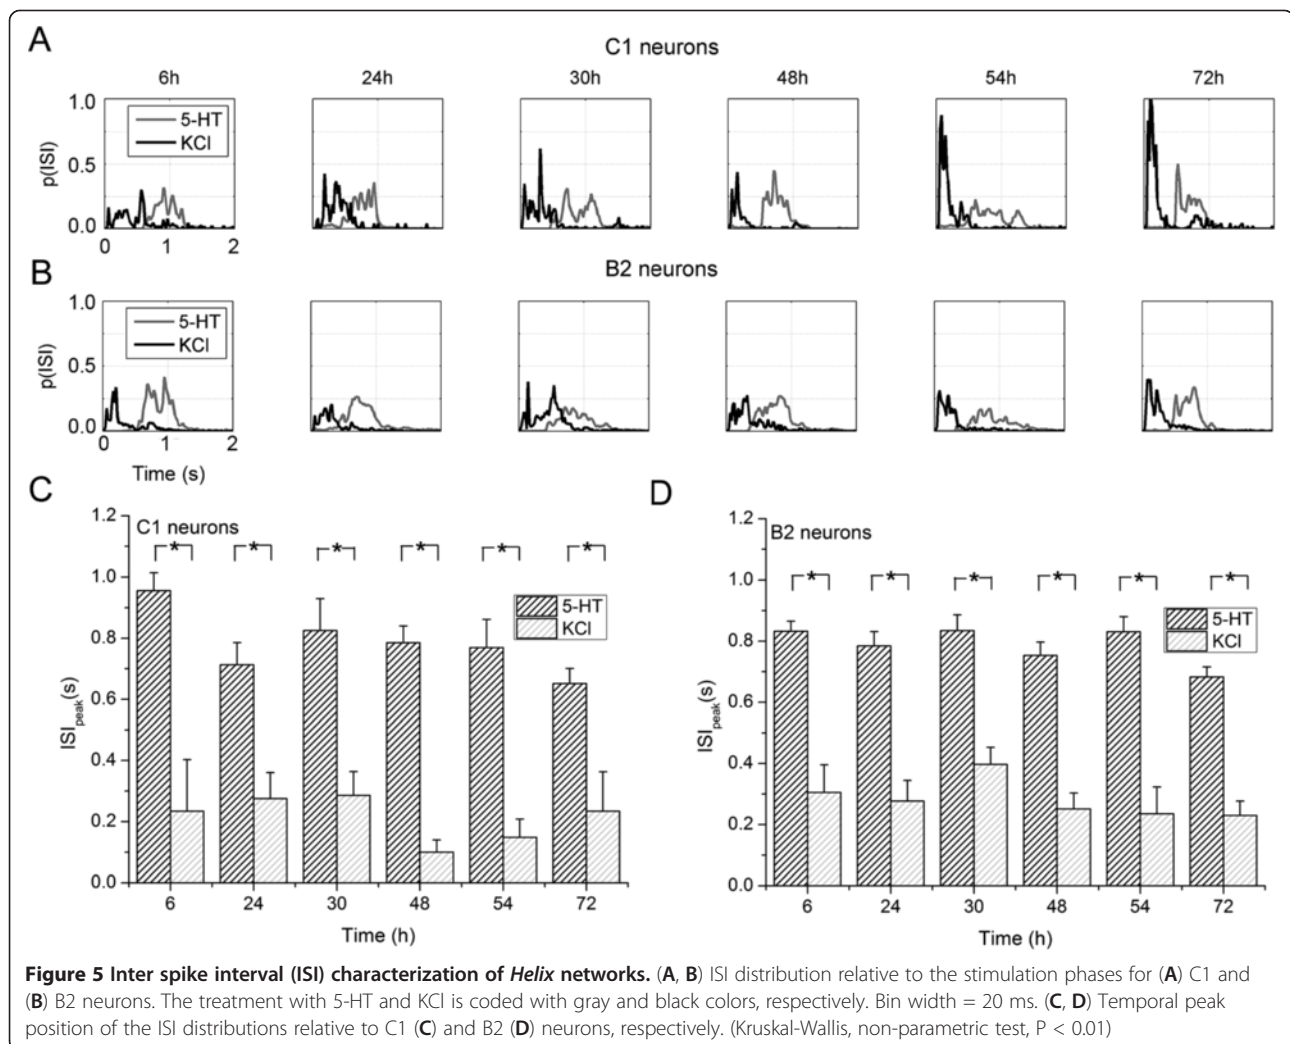 A
C1 neurons
6h 24h 30h 48h 54h 72h
1.0
5-HT
KCl
p(ISI)
0.5
0.0
0 1 2
B
B2 neurons
1.0
5-HT
KCl
p(ISI)
0.5
0.0
0 1 2
Time (s)
C
1.2
C1 neurons
* * * * * *
1.0
5-HT
KCl
0.8
ISIpeak(s)
0.6
0.4
0.2
0.0
6 24 30 48 54 72
Time (h)
D
1.2
B2 neurons
1.0
* * * * * *
5-HT
KCl
0.8
ISIpeak(s)
0.6
0.4
0.2
0.0
6 24 30 48 54 72
Time (h)
Figure 5 Inter spike interval (ISI) characterization of Helix networks. (A, B) ISI distribution relative to the stimulation phases for (A) C1 and
(B) B2 neurons. The treatment with 5-HT and KCl is coded with gray and black colors, respectively. Bin width = 20 ms. (C, D) Temporal peak
position of the ISI distributions relative to C1 (C) and B2 (D) neurons, respectively. (Kruskal-Wallis, non-parametric test, P < 0.01)